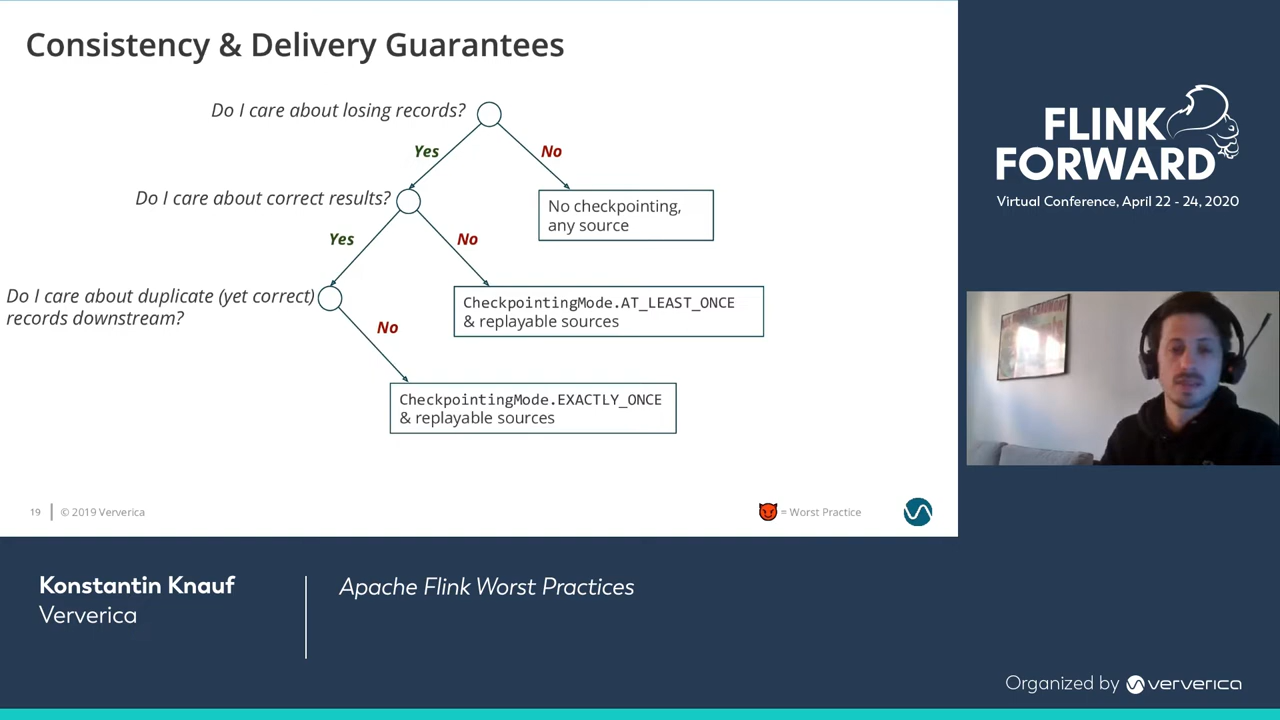 Consistency & Delivery Guarantees
Do I care about losing records?
Yes
No
Do I care about correct results?
No checkpointing,
any source
Yes
No
Do I care about duplicate (yet correct)
records downstream?
CheckpointingMode.AT_LEAST_ONCE
& replayable sources
No
CheckpointingMode.EXACTLY_ONCE
& replayable sources
19
© 2019 Ververica
= Worst Practice
FLINK
FORWARD
Virtual Conference, April 22 - 24, 2020
Konstantin Knauf
Ververica
Apache Flink Worst Practices
Organized by ververica